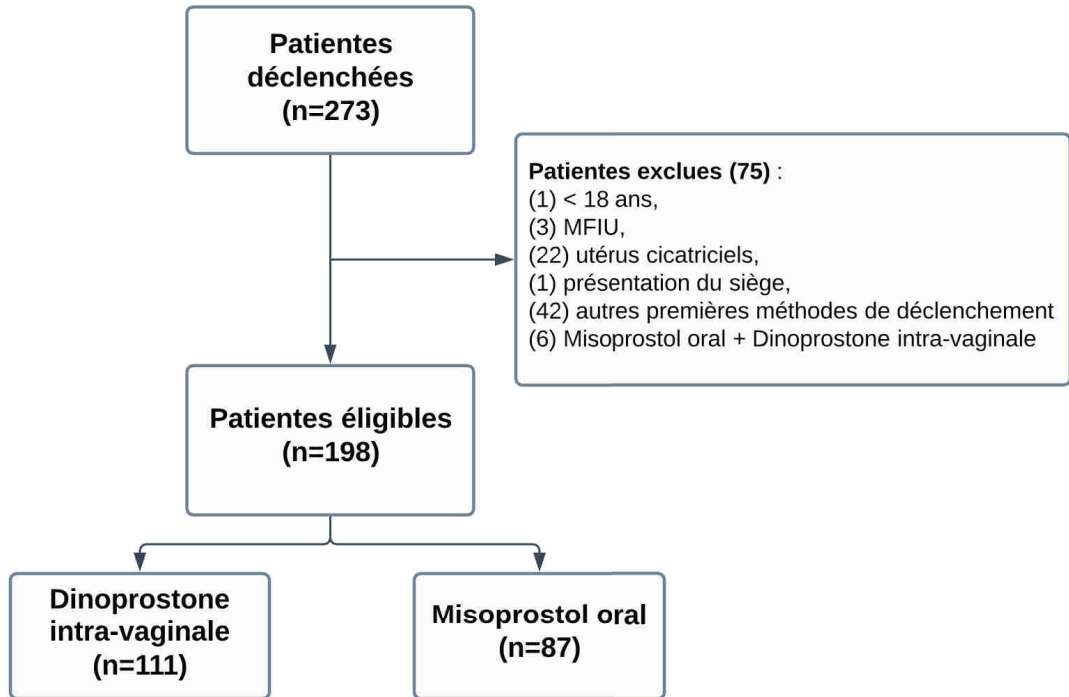 Patientes
déclenchées
(n=273)
Patientes exclues (75) :
(1) < 18 ans,
(3) MFIU,
(22) utérus cicatriciels,
(1) présentation du siège,
(42) autres premières méthodes de déclenchement
(6) Misoprostol oral + Dinoprostone intra-vaginale
Patientes éligibles
(n=198)
Dinoprostone
intra-vaginale
(n=111)
Misoprostol oral
(n=87)